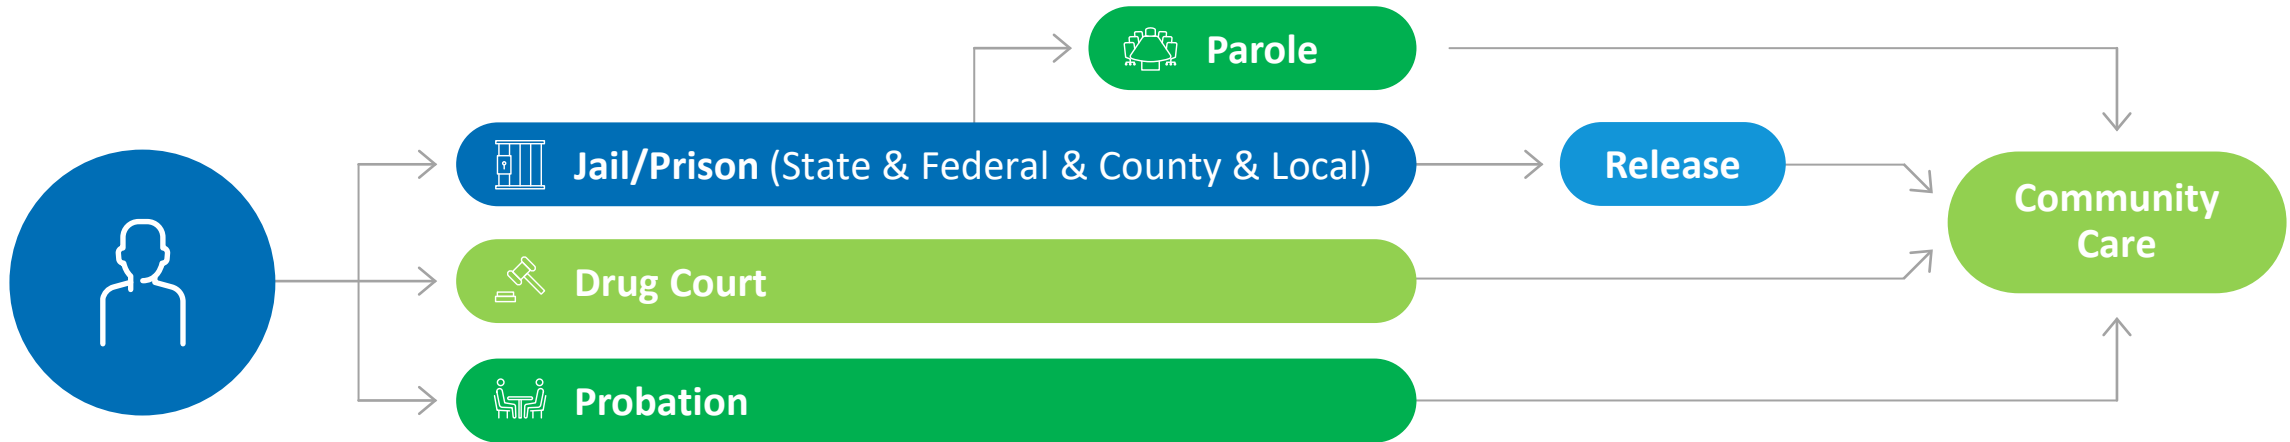 Parole
Jail/Prison (State & Federal & County & Local)
Release
Community
Care
Drug Court
Probation